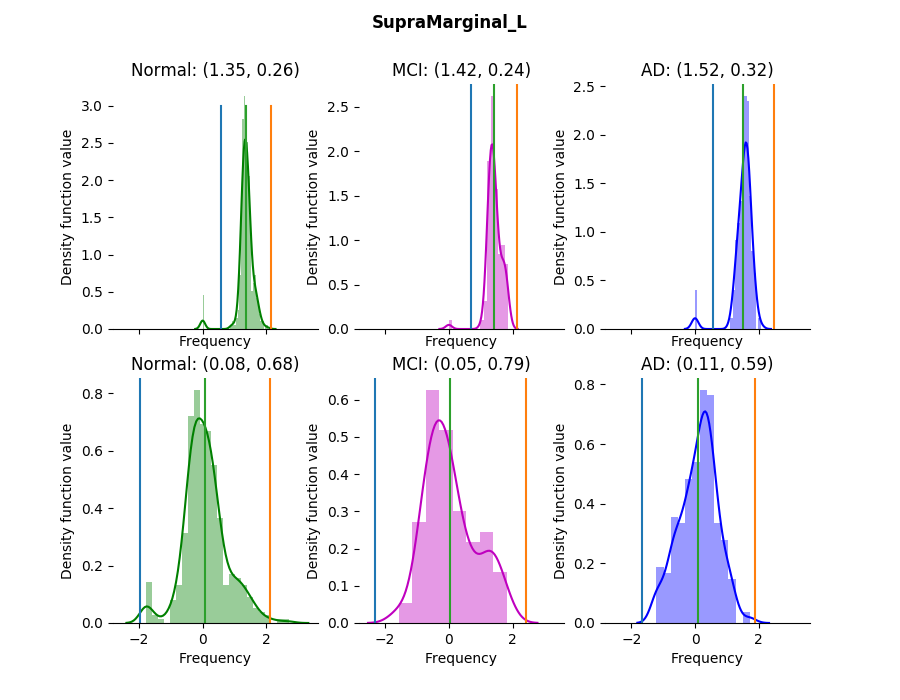 SupraMarginal_L
Normal: (1.35, 0.26)
MCI: (1.42, 0.24)
AD: (1.52, 0.32)
Density function value
3.0
2.5
2.0
1.5
1.0
0.5
0.0
Frequency
Density function value
2.5
2.0
1.5
1.0
0.5
0.0
Frequency
Density function value
2.5
2.0
1.5
1.0
0.5
0.0
Frequency
Normal: (0.08, 0.68)
MCI: (0.05, 0.79)
AD: (0.11, 0.59)
Density function value
0.8
0.6
0.4
0.2
0.0
−2 0 2
Frequency
Density function value
0.6
0.5
0.4
0.3
0.2
0.1
0.0
−2 0 2
Frequency
Density function value
0.8
0.6
0.4
0.2
0.0
−2 0 2
Frequency